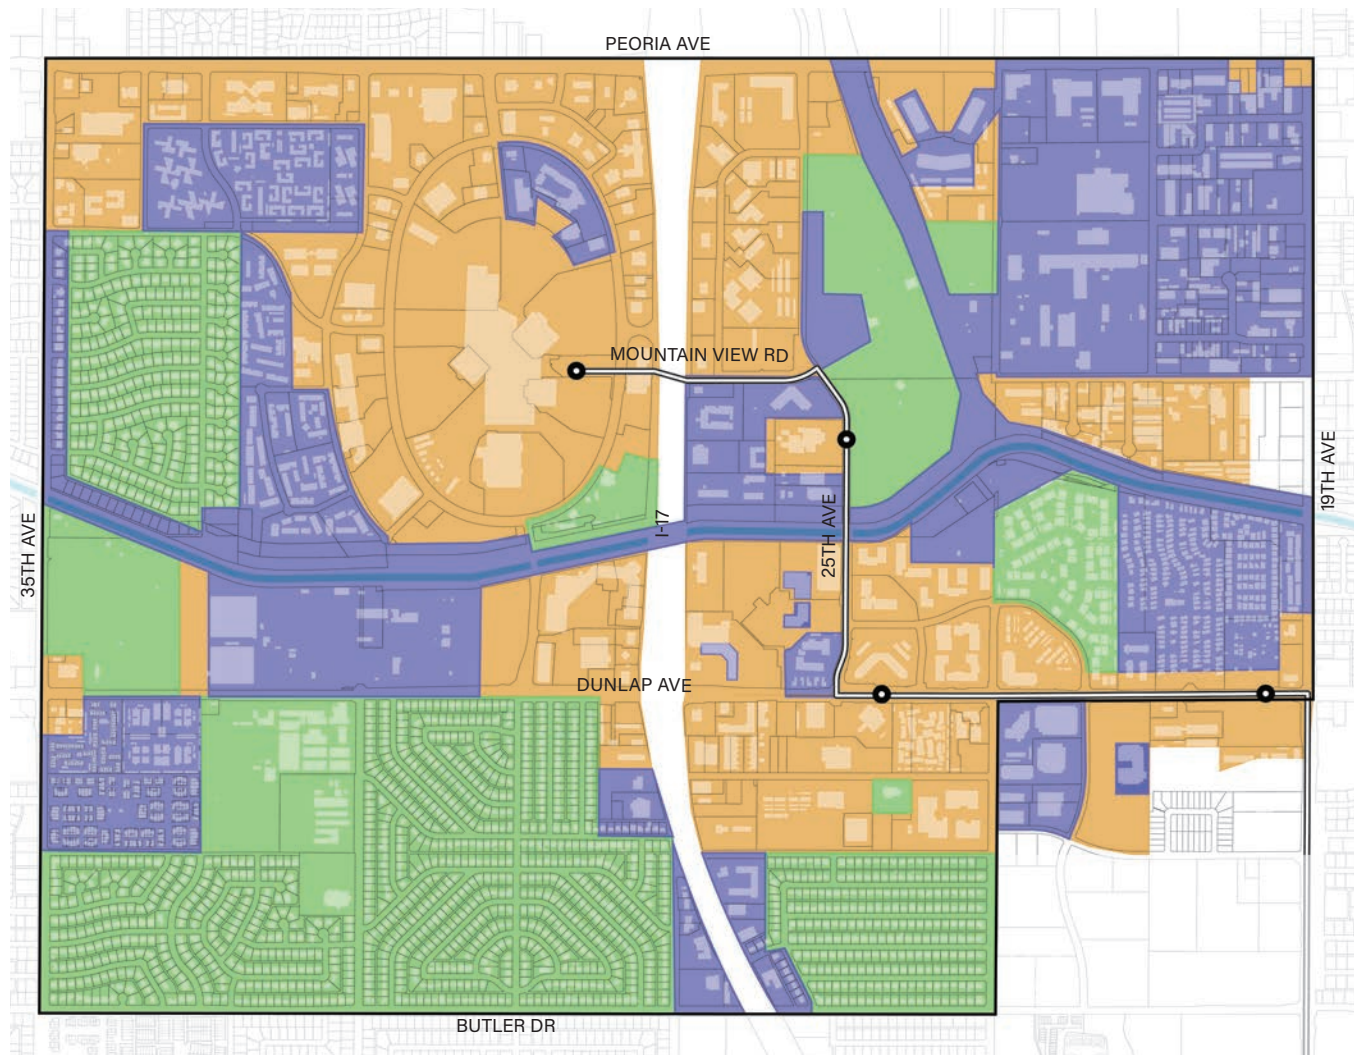 PEORIA AVE
MOUNTAIN VIEW RD
19TH AVE
25TH AVE
I-17
35TH AVE
DUNLAP AVE
BUTLER DR